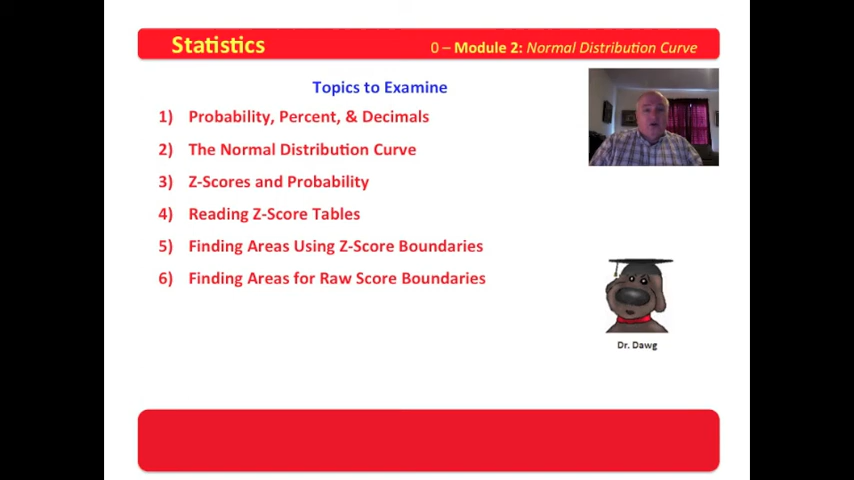 Statistics
0 – Module 2: Normal Distribution Curve
Topics to Examine
1) Probability, Percent, & Decimals
2) The Normal Distribution Curve
3) Z-Scores and Probability
4) Reading Z-Score Tables
5) Finding Areas Using Z-Score Boundaries
6) Finding Areas for Raw Score Boundaries
Dr. Dawg